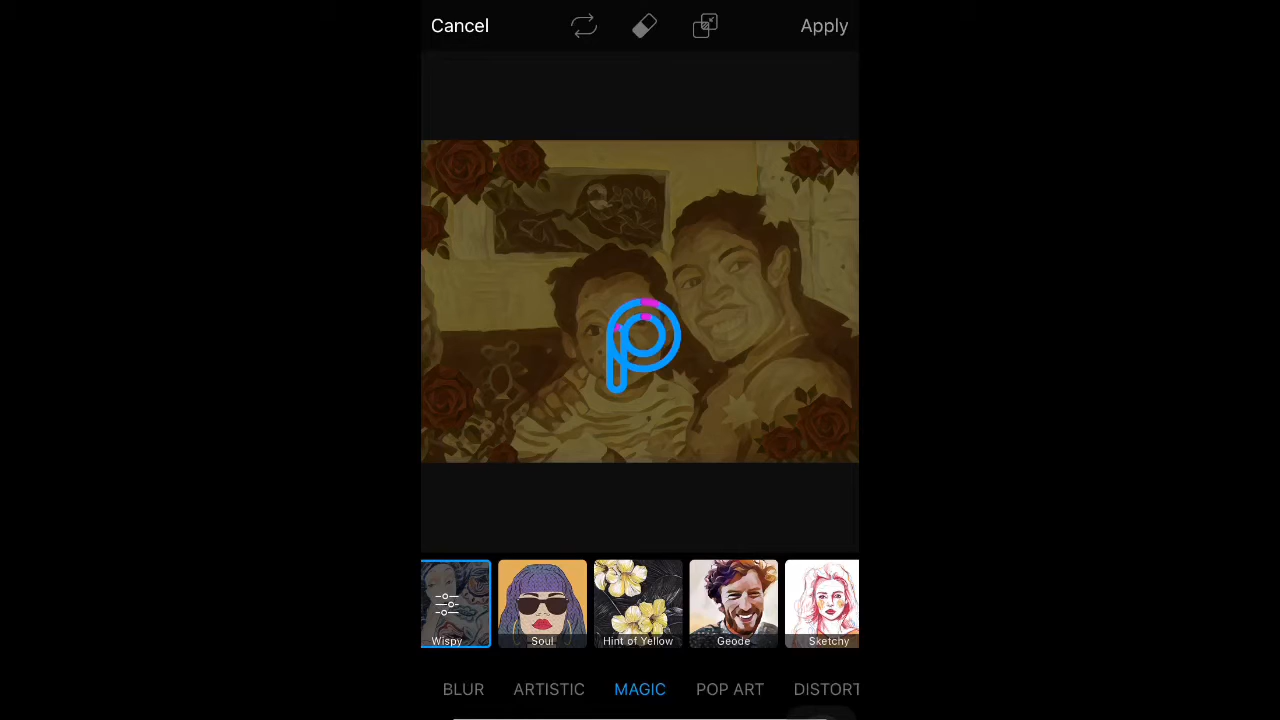 Cancel
Apply
Wispy
Soul
Hint of Yellow
Geode
Sketchy
BLUR
ARTISTIC
MAGIC
POP ART
DISTORT